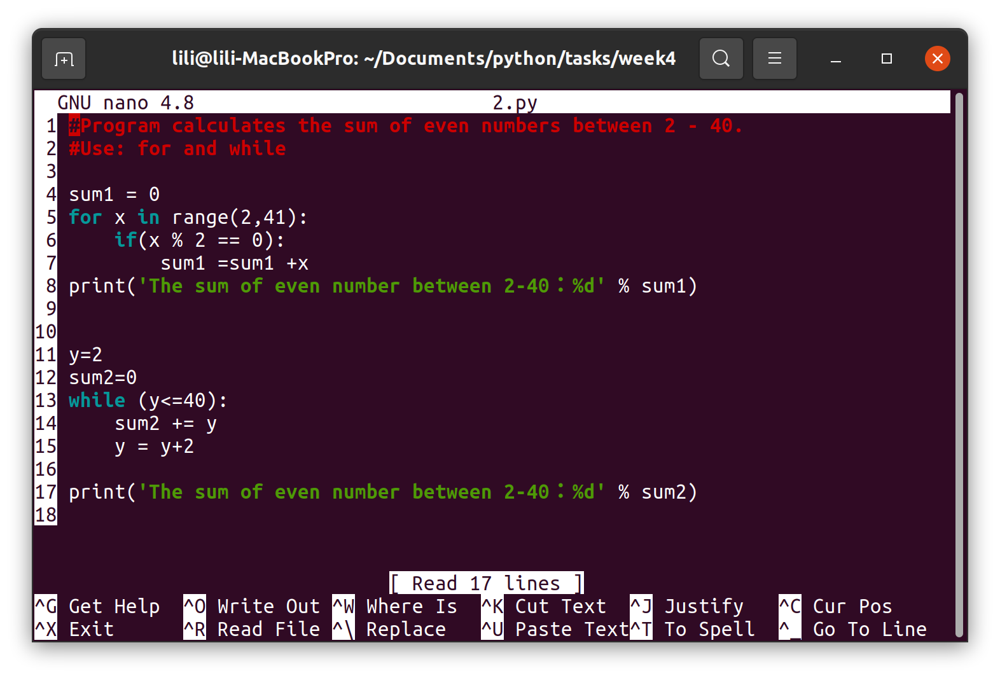 lili@lili-MacBookPro: ~/Documents/python/tasks/week4
GNU nano 4.8 2.py
1 #Program calculates the sum of even numbers between 2 - 40.
2 #Use: for and while
3
4 sum1 = 0
5 for x in range(2,41):
6 if(x % 2 == 0):
7 sum1 =sum1 +x
8 print('The sum of even number between 2-40：%d' % sum1)
9
10
11 y=2
12 sum2=0
13 while (y<=40):
14 sum2 += y
15 y = y+2
16
17 print('The sum of even number between 2-40：%d' % sum2)
18
[ Read 17 lines ]
^G Get Help ^O Write Out ^W Where Is ^K Cut Text ^J Justify ^C Cur Pos
^X Exit ^R Read File ^\ Replace ^U Paste Text ^T To Spell ^_ Go To Line